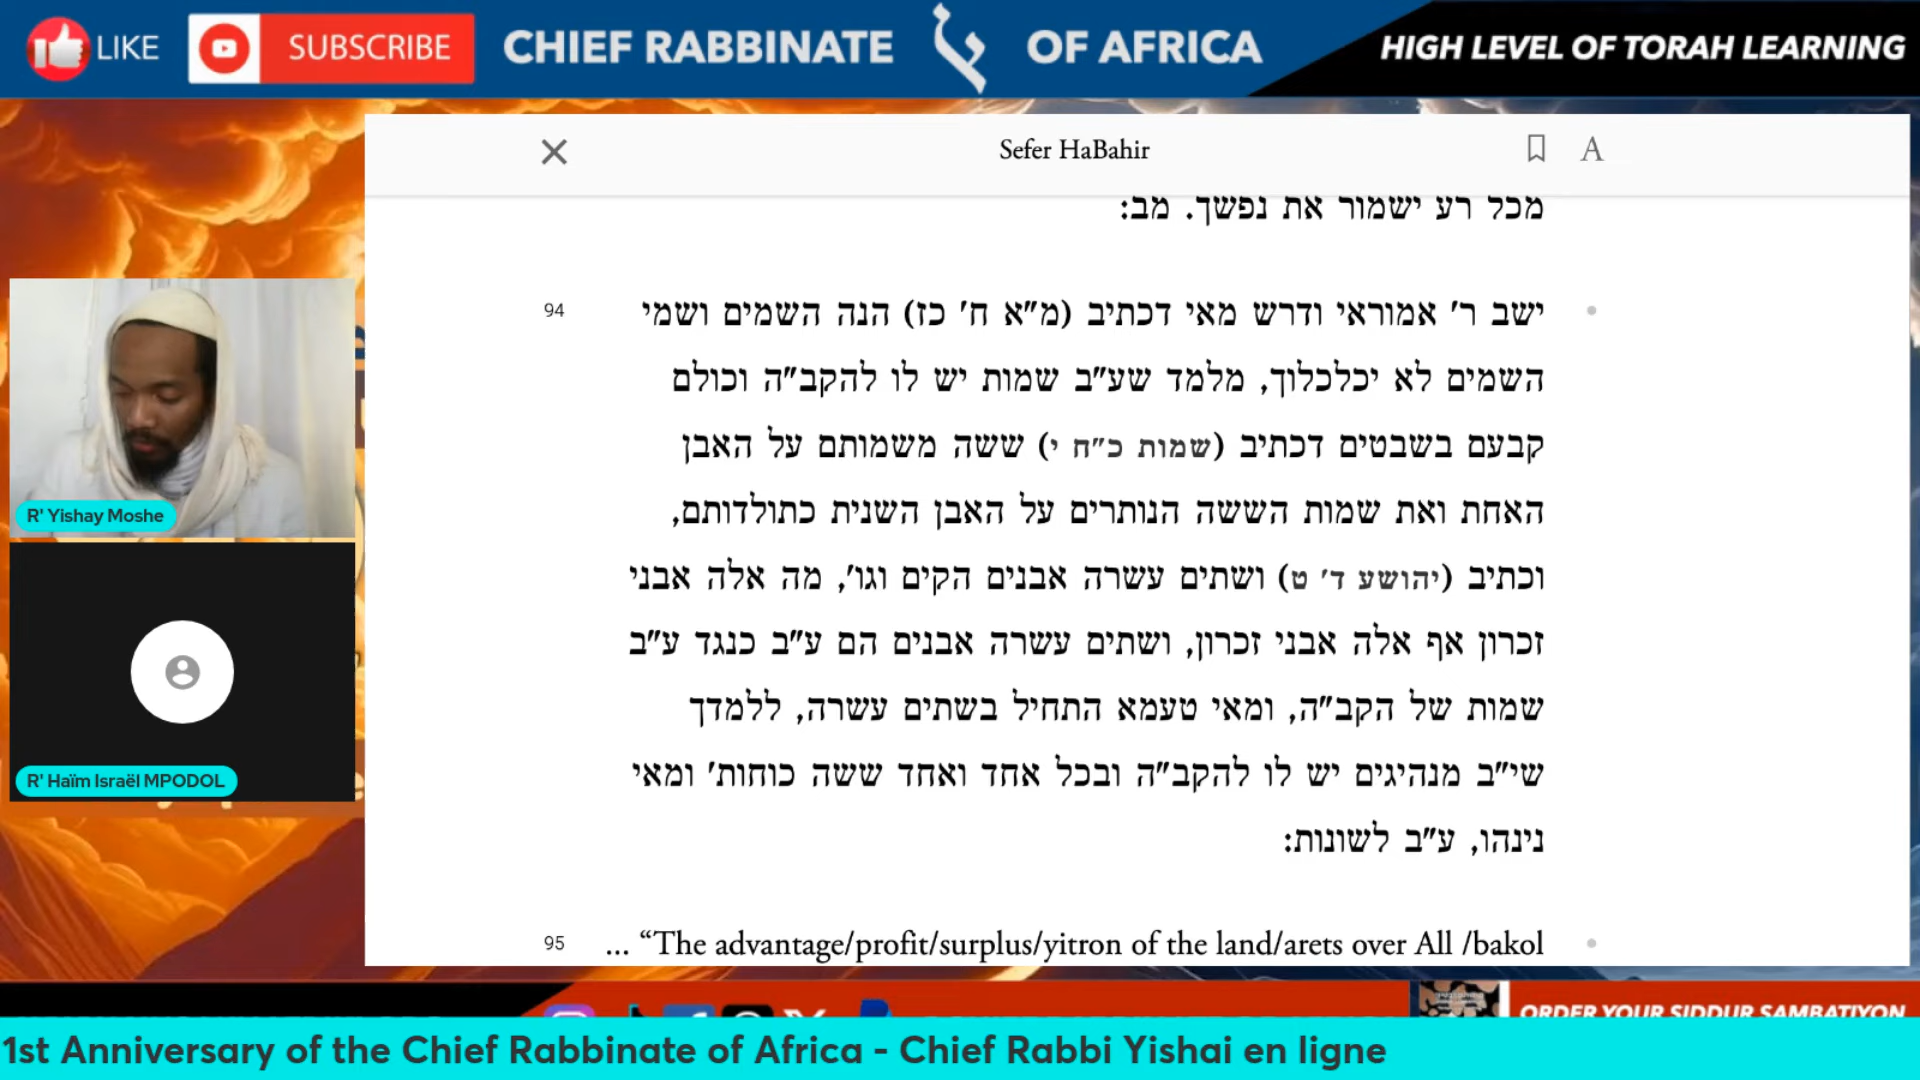 LIKE
SUBSCRIBE
CHIEF RABBINATE OF AFRICA
HIGH LEVEL OF TORAH LEARNING
Sefer HaBahir
A
מכל רע ישמור את נפשך. מב:
94
ישב ר' אמוראי ודרש מאי דכתיב (מ"א ח' כז) הנה השמים ושמי
השמים לא יכלכלוך, מלמד שע"ב שמות יש לו להקב"ה וכולם
קבעם בשבטים דכתיב (שמות כ"ח י) ששה משמותם על האבן
האחת ואת שמות הששה הנותרים על האבן השנית כתולדותם,
וכתיב (יהושע ד' ט) ושתים עשרה אבנים הקים וגו', מה אלה אבני
זכרון אף אלה אבני זכרון, ושתים עשרה אבנים הם ע"ב כנגד ע"ב
שמות של הקב"ה, ומאי טעמא התחיל בשתים עשרה, ללמדך
שי"ב מנהיגים יש לו להקב"ה ובכל אחד ואחד ששה כוחות' ומאי
נינהו, ע"ב לשונות:
95
... “The advantage/profit/surplus/yitron of the land/arets over All /bakol
R' Yishay Moshe
R' Haïm Israël MPODOL
ORDER YOUR SIDDUR SAMBATIYON
1st Anniversary of the Chief Rabbinate of Africa - Chief Rabbi Yishai en ligne